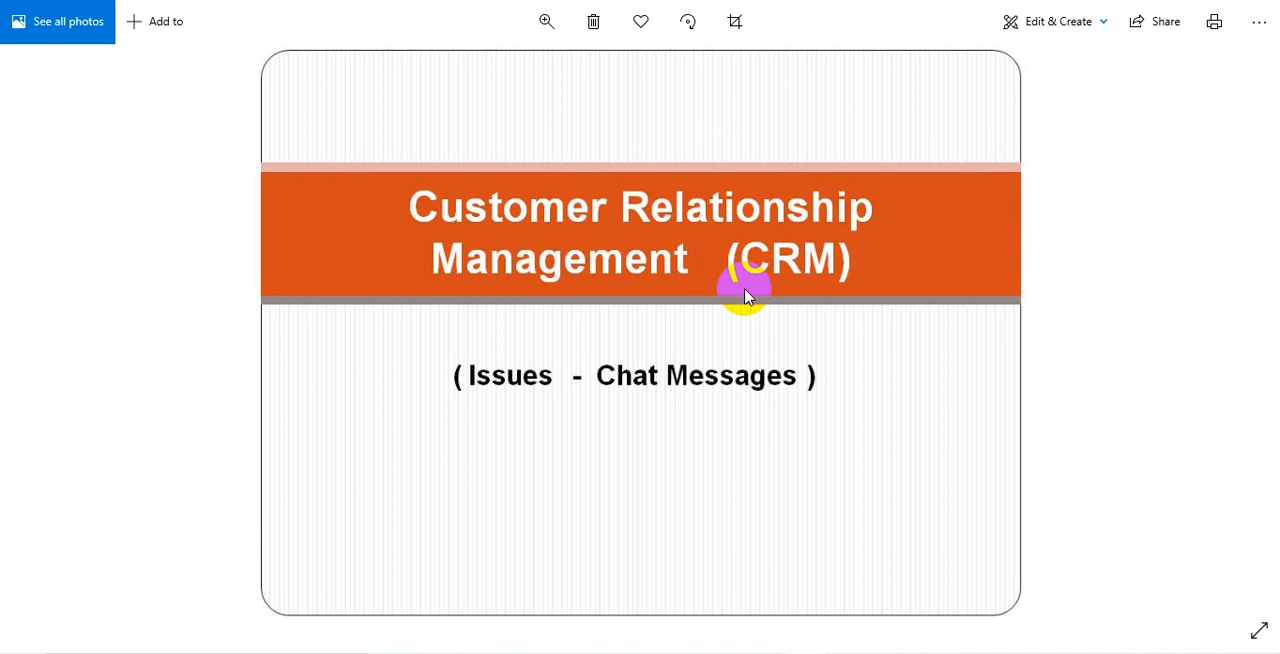 See all photos
Add to
Edit & Create
Share
Customer Relationship
Management (CRM)
( Issues - Chat Messages )